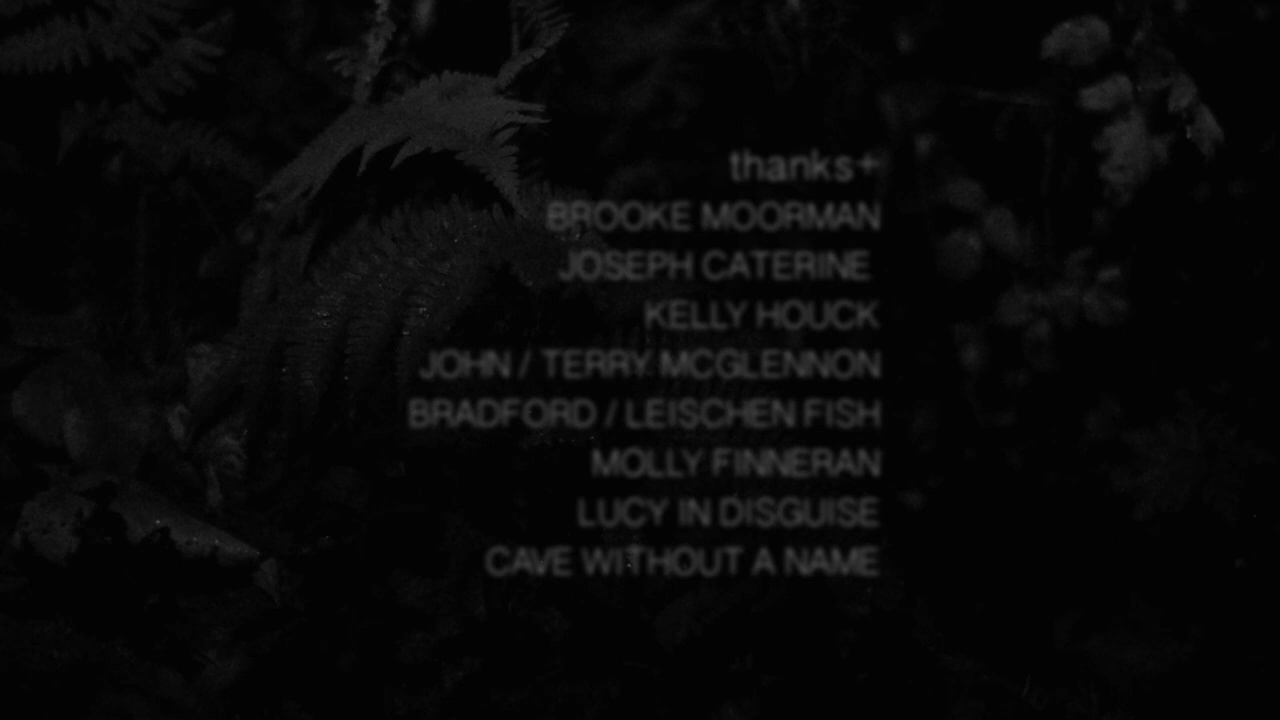 thanks+
BROOKE MOORMAN
JOSEPH CATERINE
KELLY HOUCK
JOHN / TERRY MCGLENNON
BRADFORD / LEISCHEN FISH
MOLLY FINNERAN
LUCY IN DISGUISE
CAVE WITHOUT A NAME